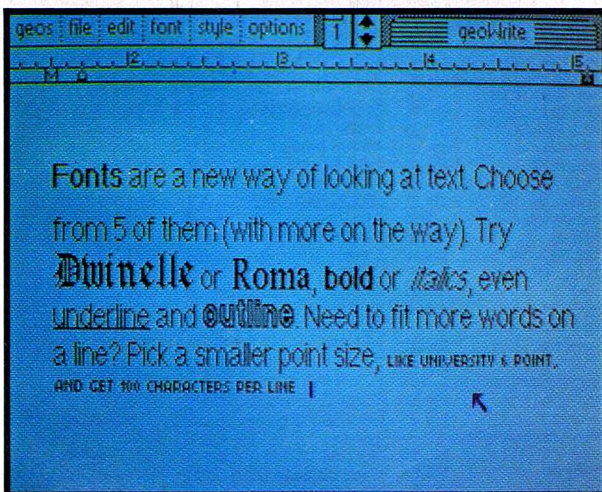 geos file edit font style options 1 geoWrite
2 3 4 5
M
Fonts are a new way of looking at text. Choose
from 5 of them (with more on the way). Try
Dwinelle or Roma, bold or italics, even
underline and outline. Need to fit more words on
a line? Pick a smaller point size, LIKE UNIVERSITY 6 POINT,
AND GET 100 CHARACTERS PER LINE